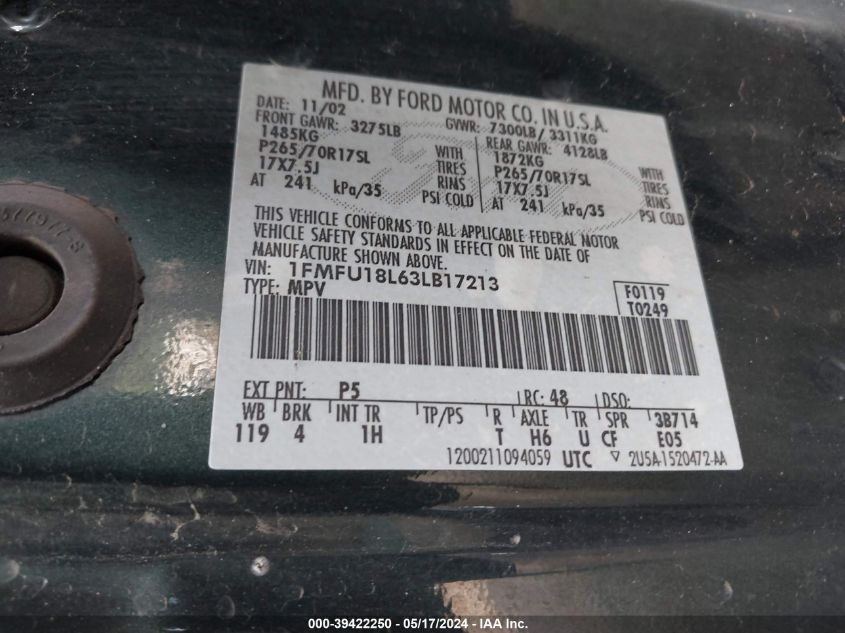 MFD. BY FORD MOTOR CO. IN U.S.A.
DATE: 11/02 GVWR: 7300LB/ 3311KG
FRONT GAWR: 3275LB REAR GAWR: 4128LB
1485KG 1872KG
P265/70R17SL WITH P265/70R17SL WITH
17X7.5J TIRES 17X7.5J TIRES
RINS RINS
AT 241 kPa/35 PSI COLD AT 241 kPa/35 PSI COLD
THIS VEHICLE CONFORMS TO ALL APPLICABLE FEDERAL MOTOR
VEHICLE SAFETY STANDARDS IN EFFECT ON THE DATE OF
MANUFACTURE SHOWN ABOVE.
VIN: 1FMFU18L63LB17213
TYPE: MPV F0119
T0249
EXT PNT: P5 RC: 48 DSO:
WB BRK INT TR TP/PS R AXLE TR SPR 3B714
119 4 1H T H6 U CF E05
1200211094059 UTC ▽ 2U5A-1520472-AA
000-39422250 - 05/17/2024 - IAA Inc.